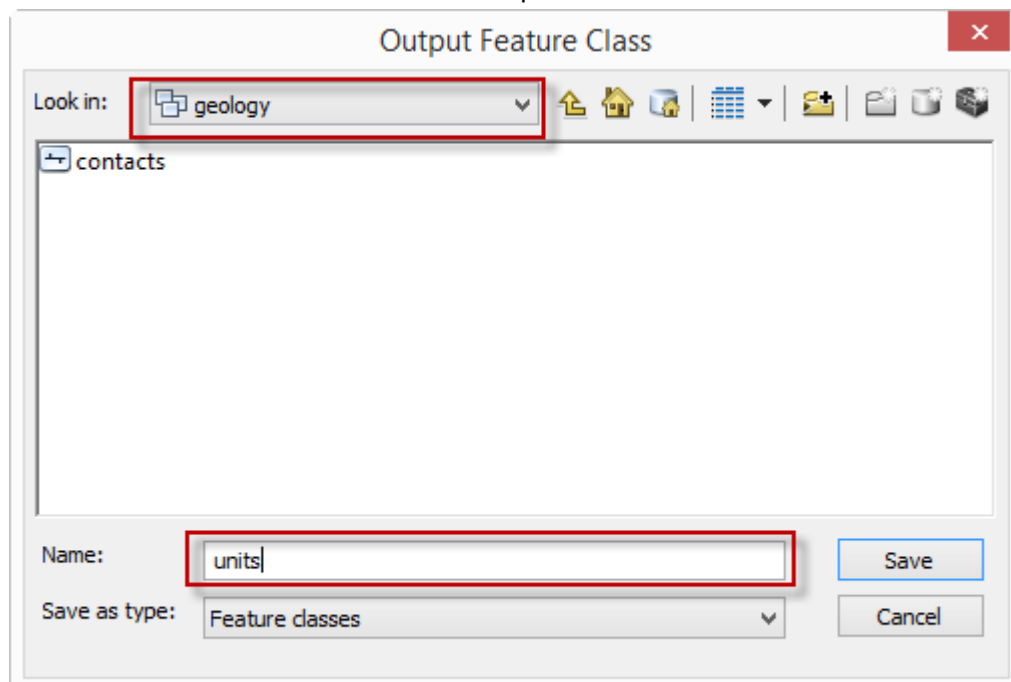 Output Feature Class
Look in: geology
contacts
Name: units
Save
Save as type: Feature classes
Cancel